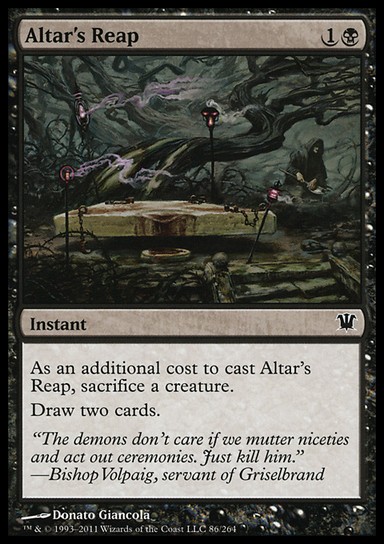 Altar's Reap 1
Instant
As an additional cost to cast Altar's
Reap, sacrifice a creature.
Draw two cards.
"The demons don't care if we mutter niceties
and act out ceremonies. Just kill him."
—Bishop Volpaig, servant of Griselbrand
Donato Giancola
™ & © 1993–2011 Wizards of the Coast LLC 86/264